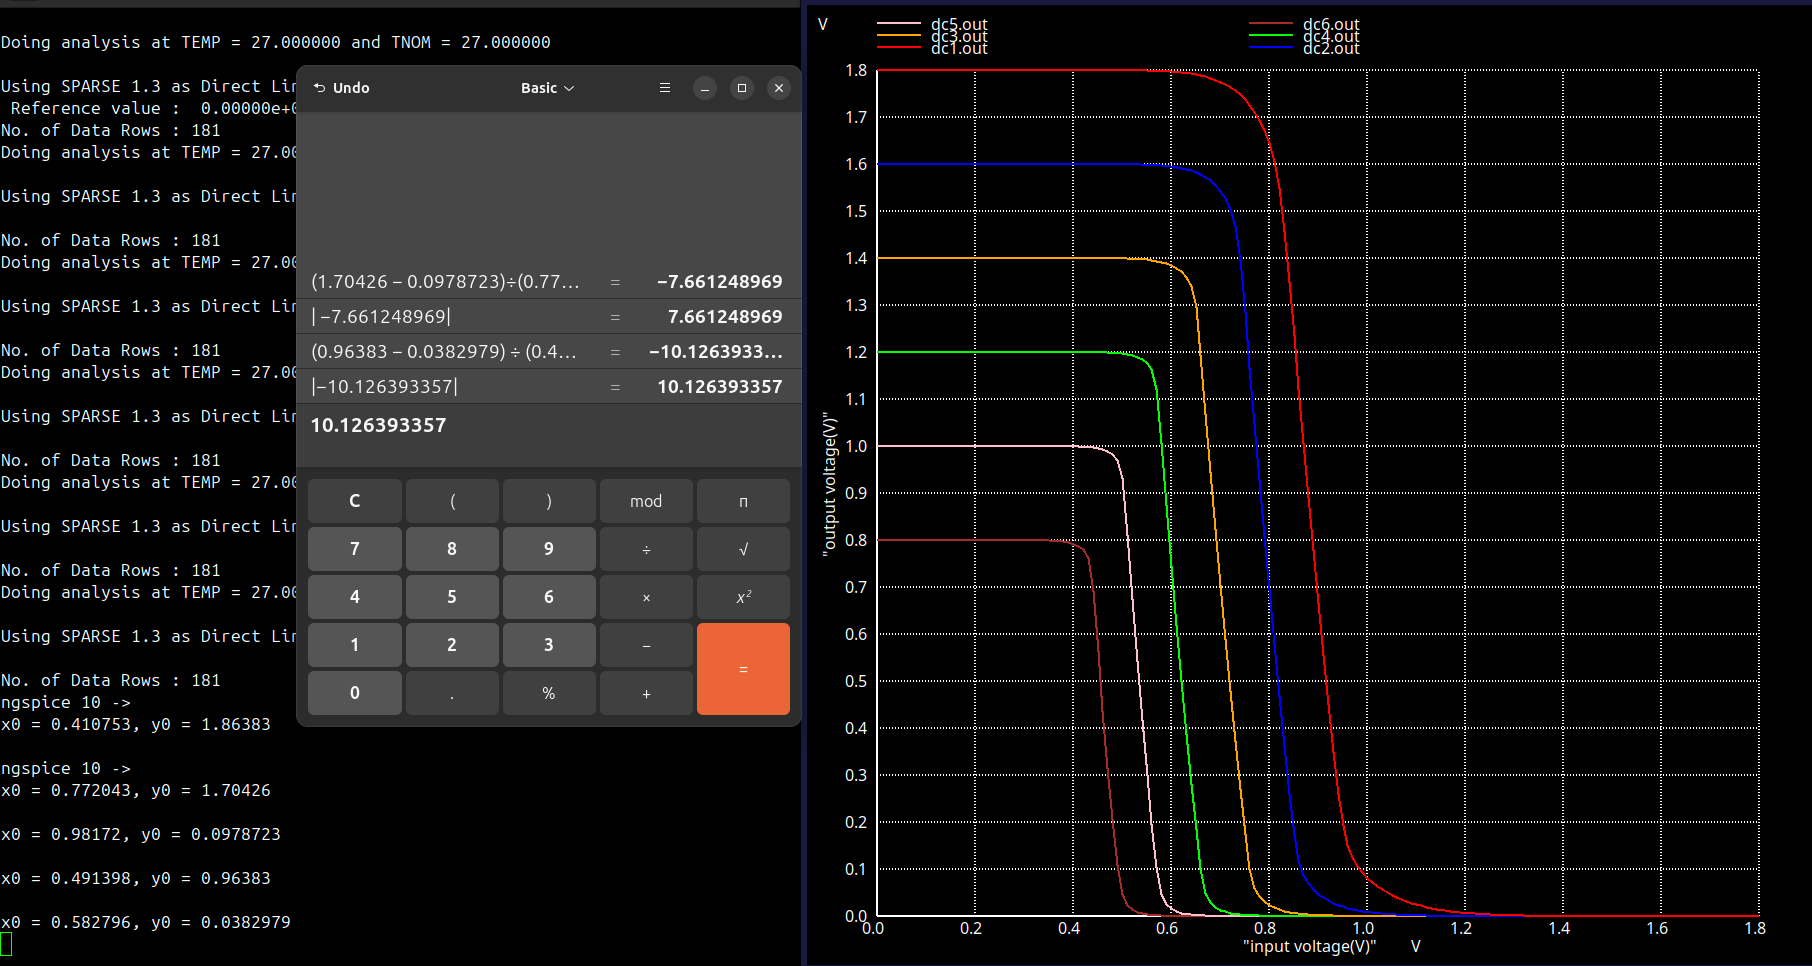 Doing analysis at TEMP = 27.000000 and TNOM = 27.000000
Using SPARSE 1.3 as Direct Lin
Reference value :  0.00000e+0
No. of Data Rows : 181
Doing analysis at TEMP = 27.00
Using SPARSE 1.3 as Direct Lin
No. of Data Rows : 181
Doing analysis at TEMP = 27.00
Using SPARSE 1.3 as Direct Lin
No. of Data Rows : 181
Doing analysis at TEMP = 27.00
Using SPARSE 1.3 as Direct Lin
No. of Data Rows : 181
Doing analysis at TEMP = 27.00
Using SPARSE 1.3 as Direct Lin
No. of Data Rows : 181
Doing analysis at TEMP = 27.00
Using SPARSE 1.3 as Direct Lin
No. of Data Rows : 181
ngspice 10 ->
x0 = 0.410753, y0 = 1.86383
ngspice 10 ->
x0 = 0.772043, y0 = 1.70426
x0 = 0.98172, y0 = 0.0978723
x0 = 0.491398, y0 = 0.96383
x0 = 0.582796, y0 = 0.0382979
Undo Basic
(1.70426 − 0.0978723)÷(0.77… = −7.661248969
|−7.661248969| = 7.661248969
(0.96383 − 0.0382979) ÷ (0.4… = −10.1263933…
|−10.126393357| = 10.126393357
10.126393357
C ( ) mod π
7 8 9 ÷ √
4 5 6 × x²
1 2 3 − =
0 . % +
V
dc5.out dc6.out
dc3.out dc4.out
dc1.out dc2.out
1.8
1.7
1.6
1.5
1.4
1.3
1.2
1.1
1.0
0.9
0.8
0.7
0.6
0.5
0.4
0.3
0.2
0.1
0.0
"output voltage(V)"
0.0 0.2 0.4 0.6 0.8 1.0 1.2 1.4 1.6 1.8
"input voltage(V)" V